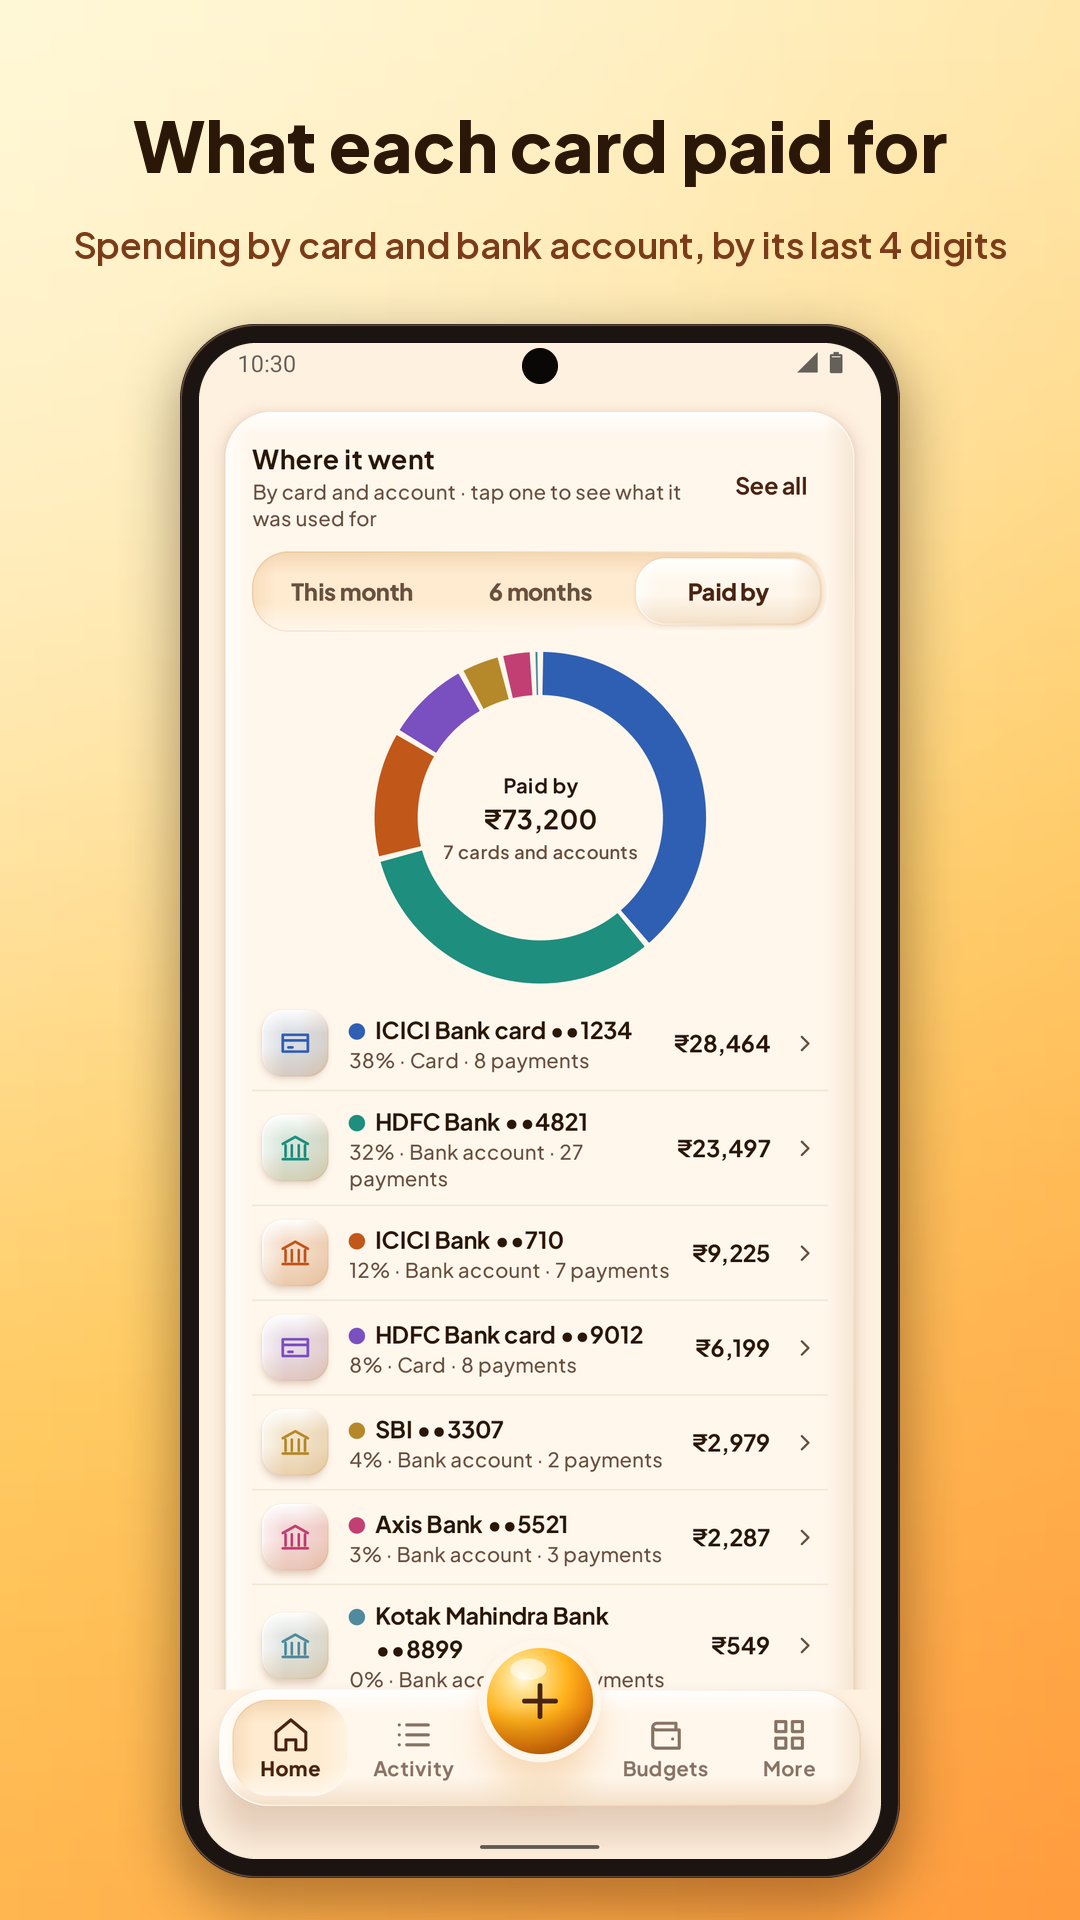 What each card paid for
Spending by card and bank account, by its last 4 digits
10:30
Where it went
By card and account · tap one to see what it
was used for
See all
This month
6 months
Paid by
Paid by
₹73,200
7 cards and accounts
ICICI Bank card ••1234
38% · Card · 8 payments
₹28,464
HDFC Bank ••4821
32% · Bank account · 27
payments
₹23,497
ICICI Bank ••710
12% · Bank account · 7 payments
₹9,225
HDFC Bank card ••9012
8% · Card · 8 payments
₹6,199
SBI ••3307
4% · Bank account · 2 payments
₹2,979
Axis Bank ••5521
3% · Bank account · 3 payments
₹2,287
Kotak Mahindra Bank
••8899
0% · Bank
₹549
Home
Activity
Budgets
More